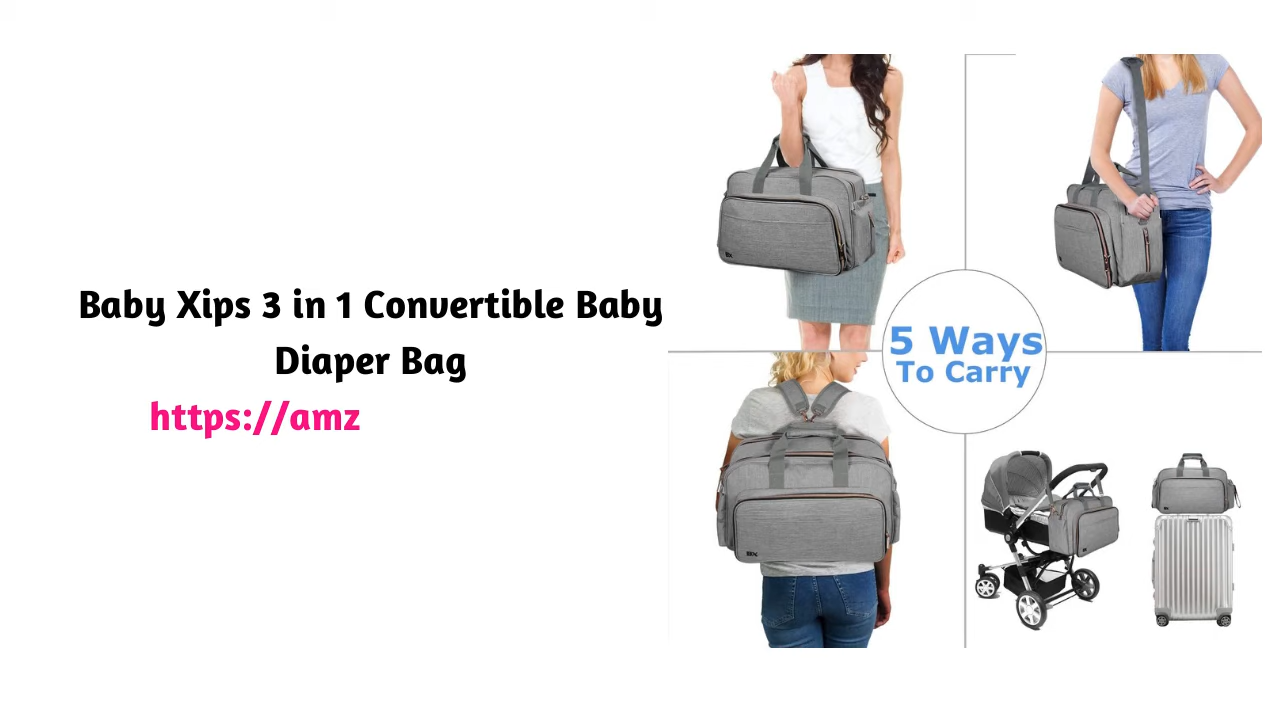 Baby Xips 3 in 1 Convertible Baby
Diaper Bag
https://amz
5 Ways
To Carry